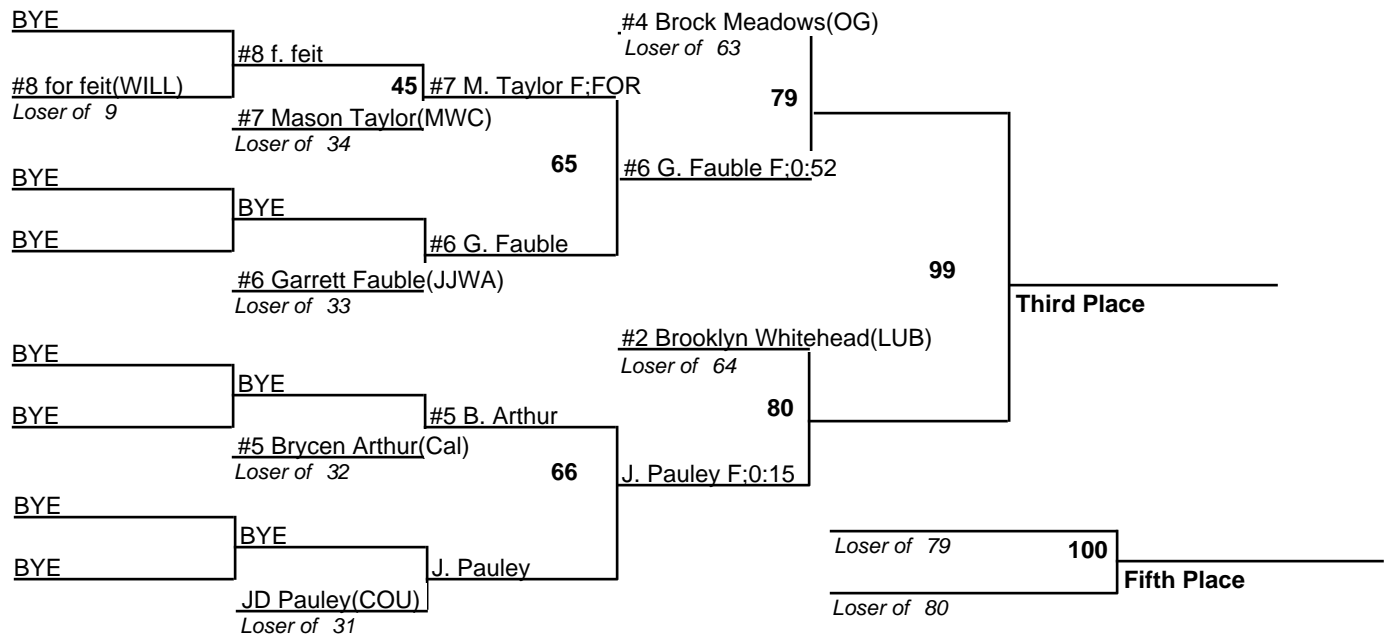 BYE
#8 for feit(WILL)
Loser of 9
#8 f. feit
45
#7 Mason Taylor(MWC)
Loser of 34
#7 M. Taylor F;FOR
BYE
BYE
BYE
#6 Garrett Fauble(JJWA)
Loser of 33
#6 G. Fauble
65
#4 Brock Meadows(OG)
Loser of 63
79
#6 G. Fauble F;0:52
BYE
BYE
BYE
#5 Brycen Arthur(Cal)
Loser of 32
#5 B. Arthur
66
BYE
BYE
BYE
JD Pauley(COU)
Loser of 31
J. Pauley
#2 Brooklyn Whitehead(LUB)
Loser of 64
80
J. Pauley F;0:15
99
Third Place
Loser of 79
100
Loser of 80
Fifth Place